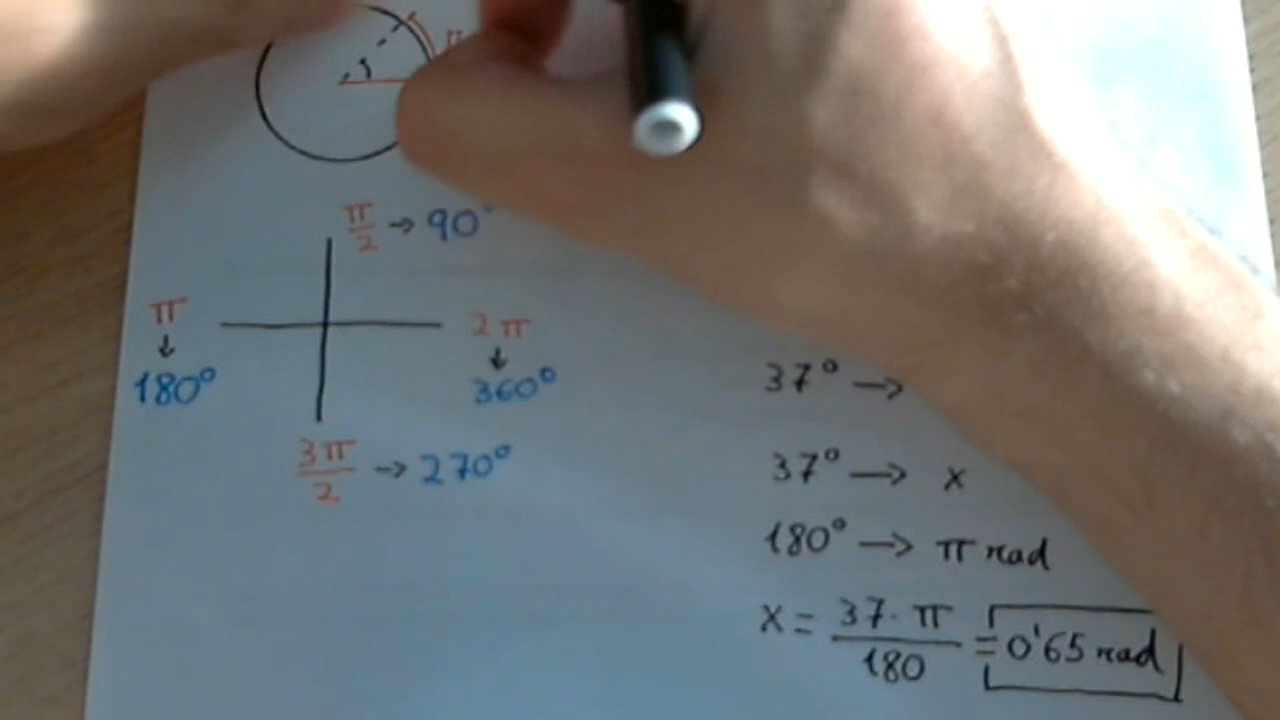 π
π/2 → 90°
π
↓
180°
2π
↓
360°
3π/2 → 270°
37° →
37° → x
180° → π rad
x = 37·π/180 = 0'65 rad